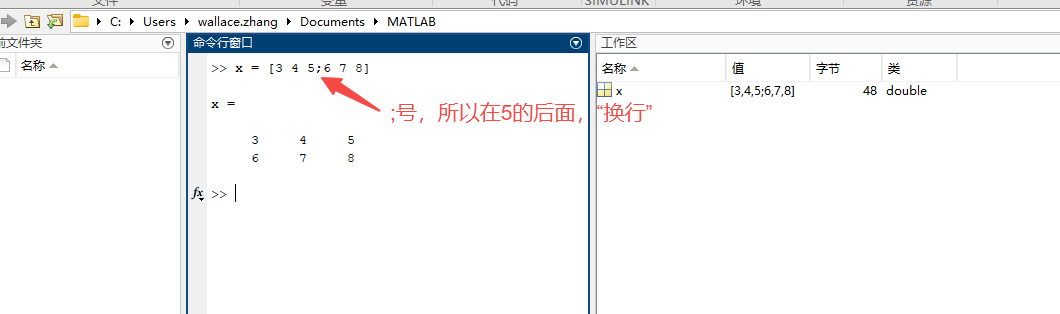 文件
变量
代码
SIMULINK
环境
资源
C: Users wallace.zhang Documents MATLAB
前文件夹
名称
命令行窗口
>> x = [3 4 5;6 7 8]
x =
3 4 5
6 7 8
fx >>
;号，所以在5的后面，“换行”
工作区
名称 值 字节 类
x [3,4,5;6,7,8] 48 double